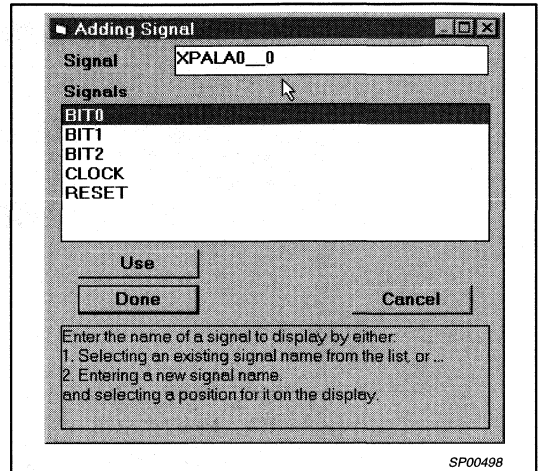 Adding Signal
Signal XPALA0__0
Signals
BIT0
BIT1
BIT2
CLOCK
RESET
Use
Done Cancel
Enter the name of a signal to display by either:
1. Selecting an existing signal name from the list, or ...
2. Entering a new signal name.
and selecting a position for it on the display.
SP00498